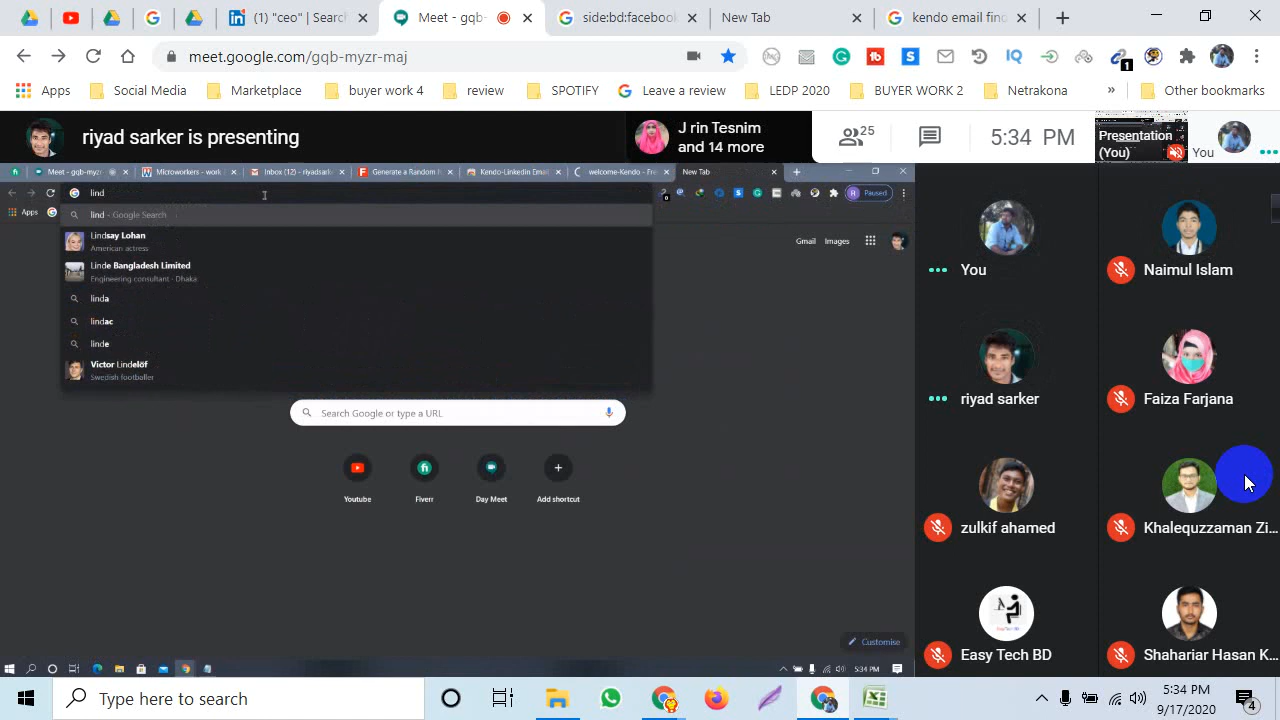 (1) "ceo" | Search
Meet - gqb-
side:bd:facebook
New Tab
kendo email find
meet.google.com/gqb-myzr-maj
1
Apps
Social Media
Marketplace
buyer work 4
review
SPOTIFY
Leave a review
LEDP 2020
BUYER WORK 2
Netrakona
»
Other bookmarks
riyad sarker is presenting
J rin Tesnim
and 14 more
25
5:34 PM
Presentation
(You)
You
Meet - gqb-myz
Microworkers - work
Inbox (12) - riyadsark
Generate a Random N
Kendo-Linkedin Email
welcome-Kendo - Fre
New Tab
lind
Paused
Apps
lind - Google Search
Lindsay Lohan
American actress
Linde Bangladesh Limited
Engineering consultant - Dhaka
linda
lindac
linde
Victor Lindelöf
Swedish footballer
Gmail
Images
Search Google or type a URL
Youtube
Fiverr
Day Meet
Add shortcut
Customise
5:34 PM
You
Naimul Islam
riyad sarker
Faiza Farjana
zulkif ahamed
Khalequzzaman Zi...
Easy Tech BD
Shahariar Hasan K...
Type here to search
5:34 PM
9/17/2020
4